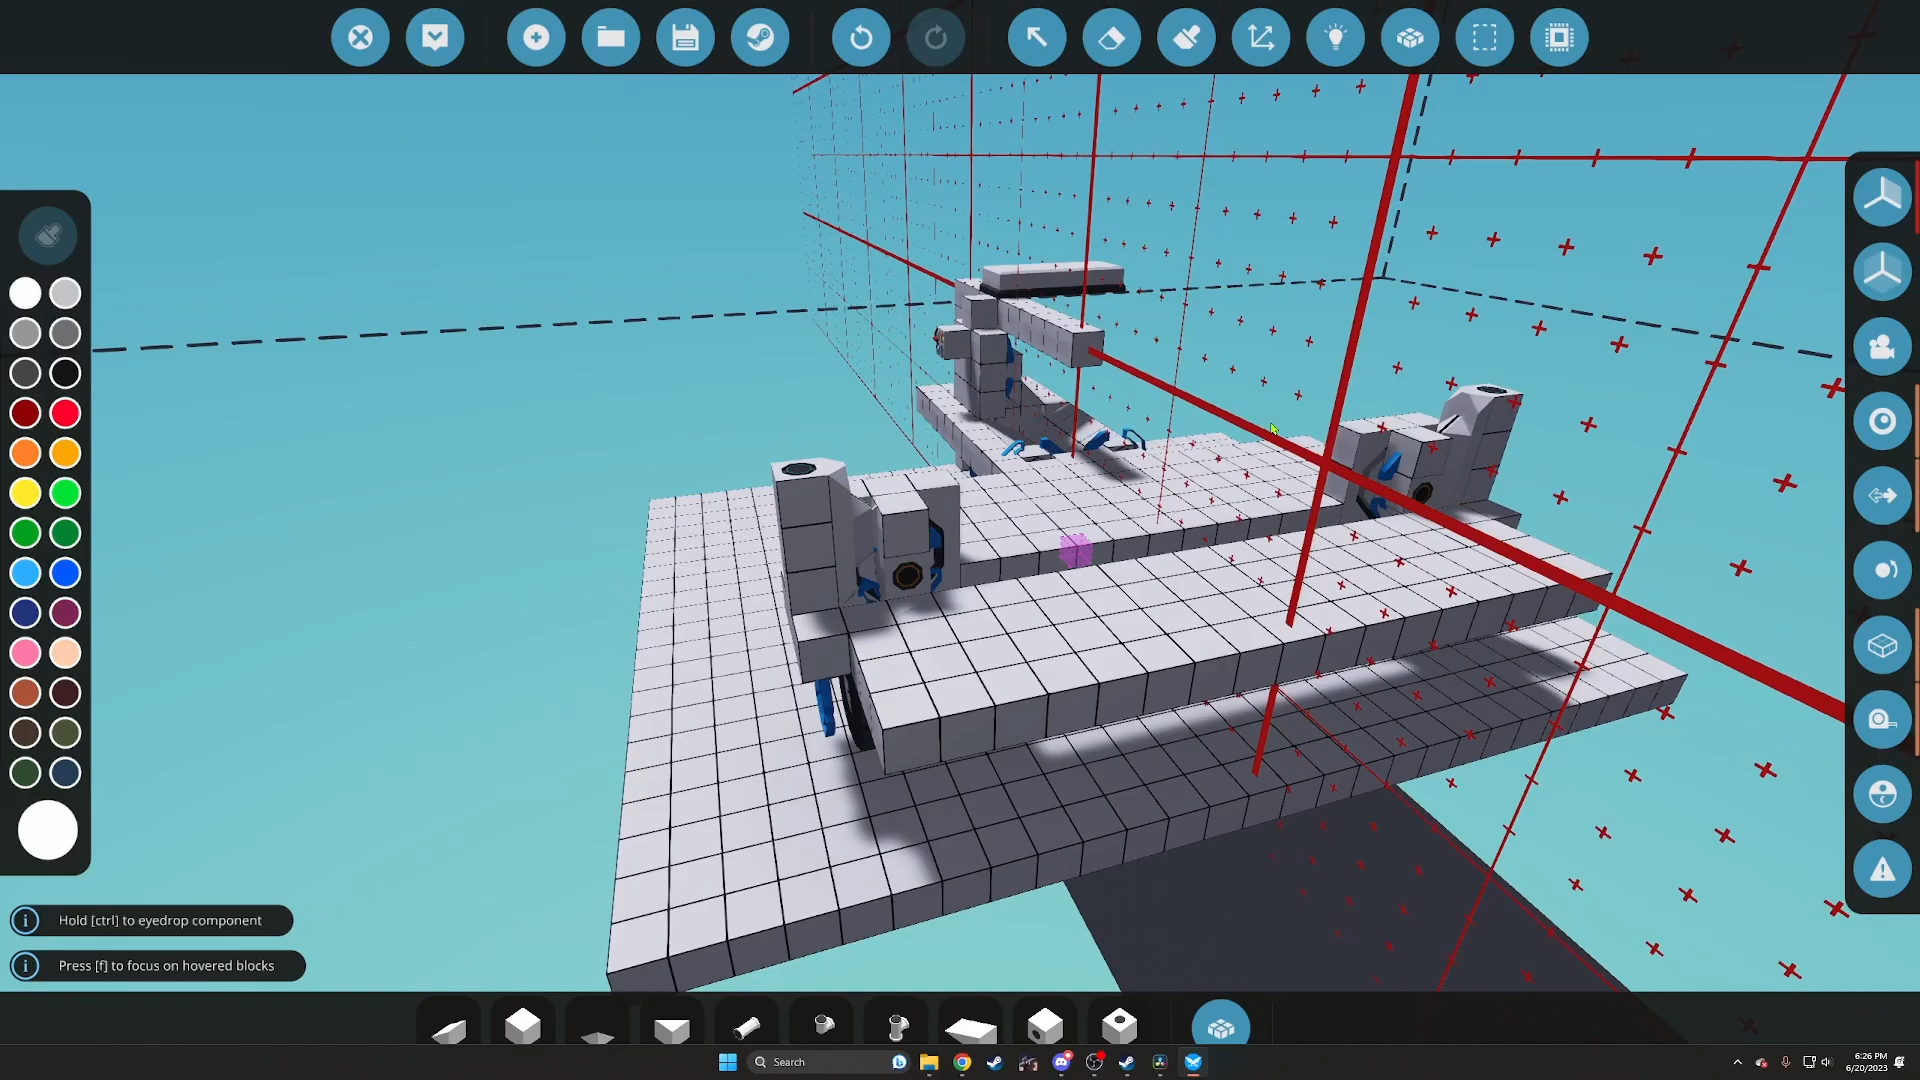 Hold [ctrl] to eyedrop component
Press [f] to focus on hovered blocks
Search
6:26 PM
6/20/2023